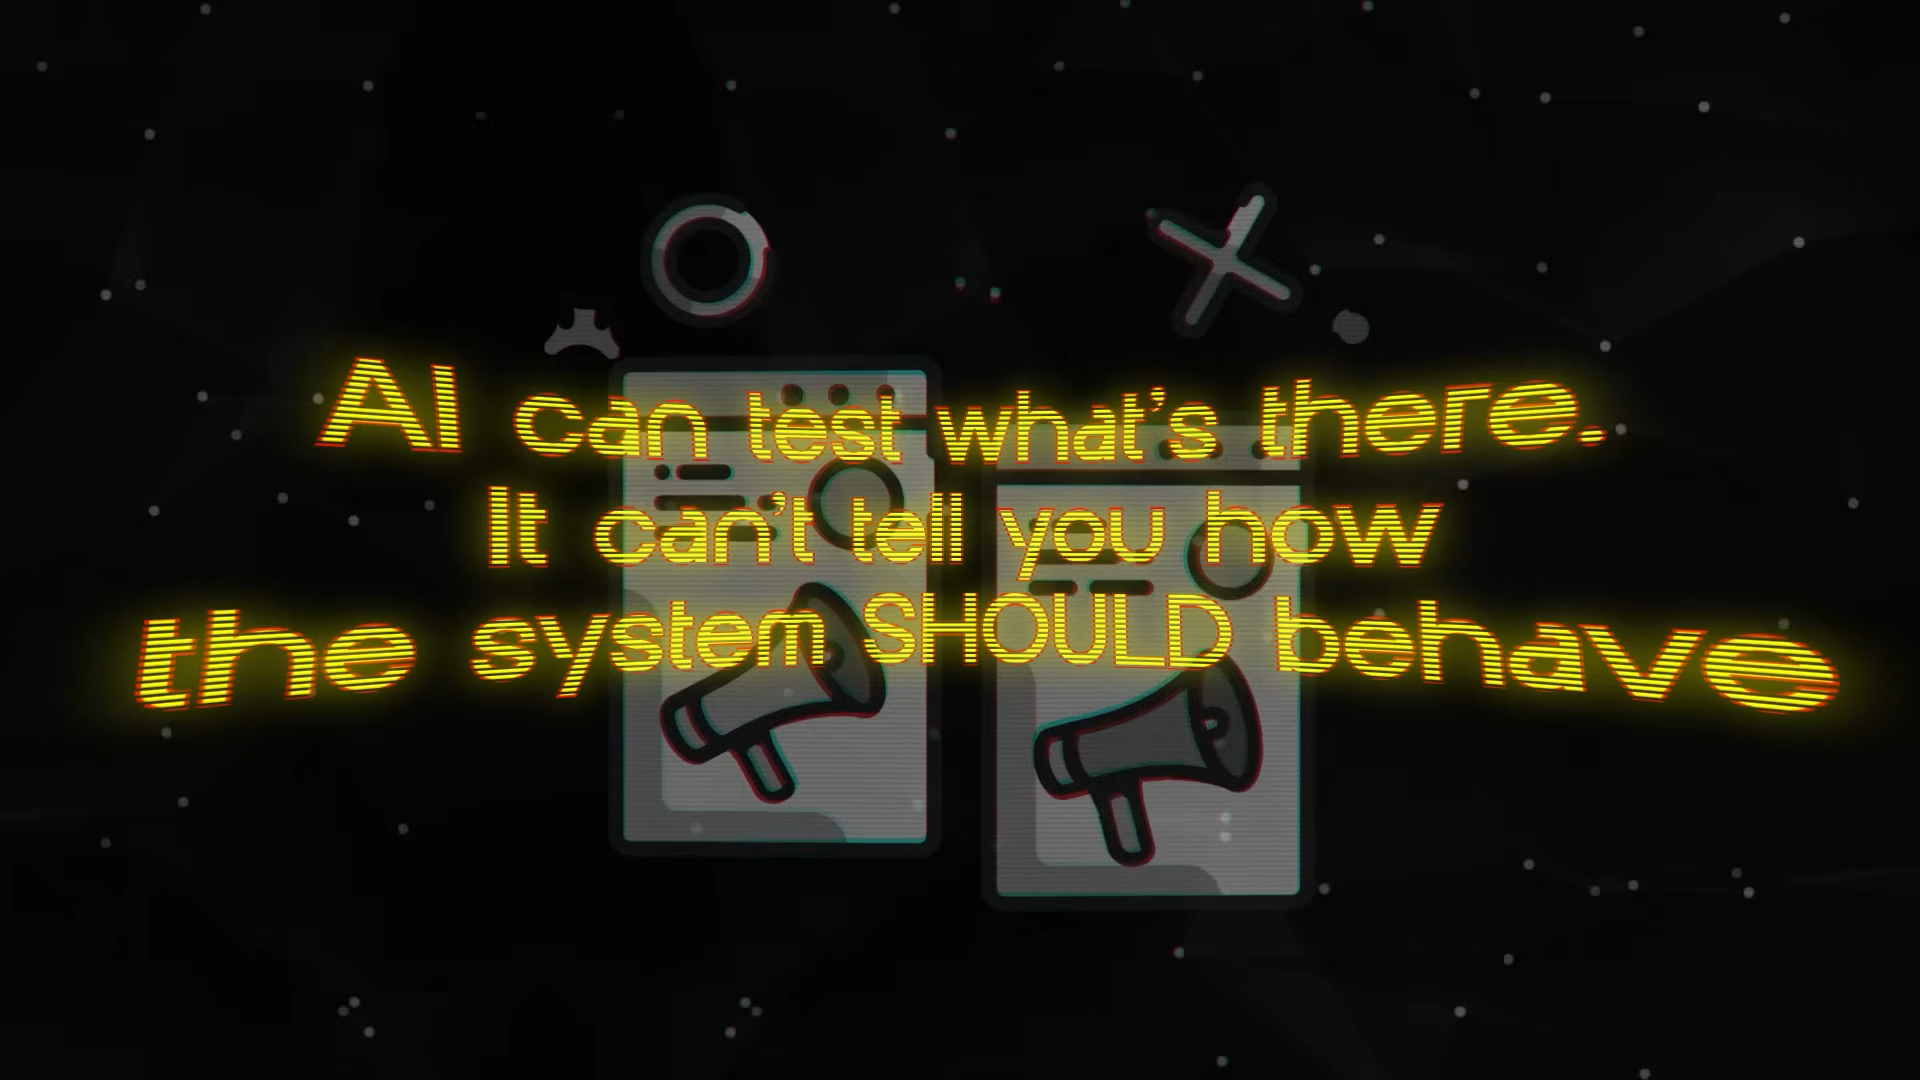 AI can test what's there.
It can't tell you how
the system SHOULD behave